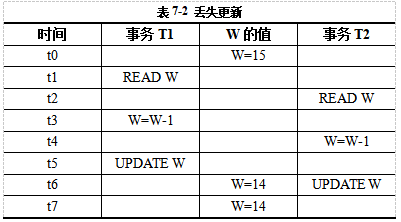 表 7-2 丢失更新
时间 事务 T1 W 的值 事务 T2
t0 W=15
t1 READ W
t2 READ W
t3 W=W-1
t4 W=W-1
t5 UPDATE W
t6 W=14 UPDATE W
t7 W=14